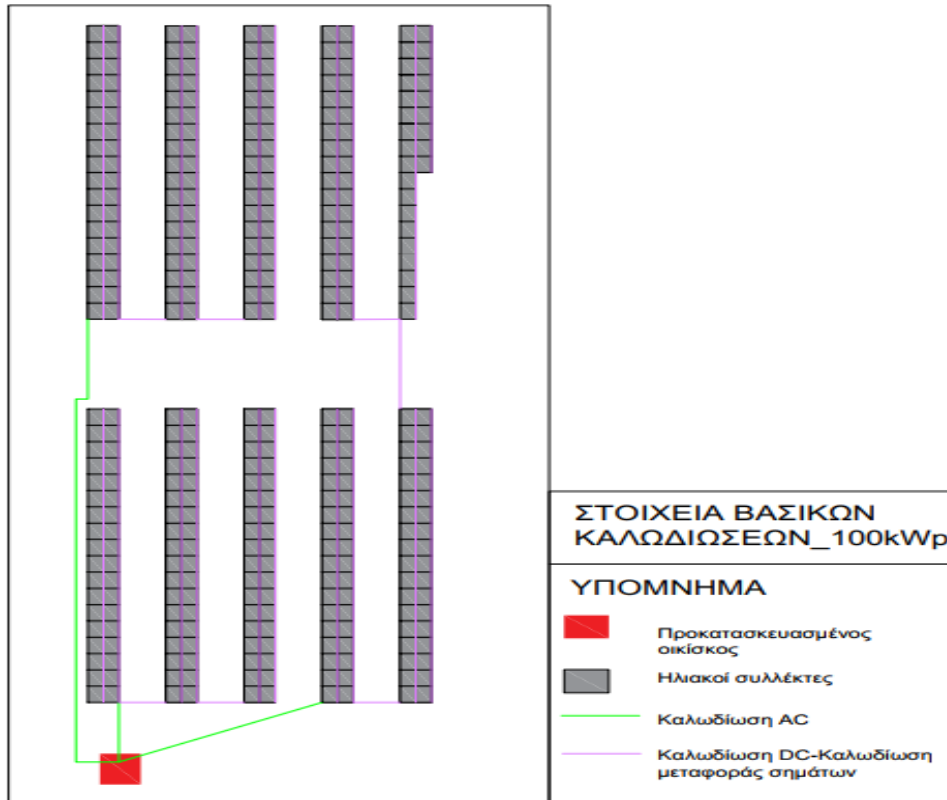 ΣΤΟΙΧΕΙΑ ΒΑΣΙΚΩΝ
ΚΑΛΩΔΙΩΣΕΩΝ_100kWp
ΥΠΟΜΝΗΜΑ
Προκατασκευασμένος
οικίσκος
Ηλιακοί συλλέκτες
Καλωδίωση AC
Καλωδίωση DC-Καλωδίωση
μεταφοράς σημάτων